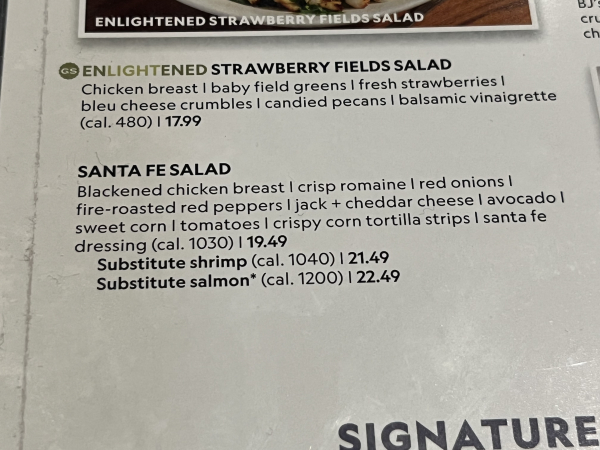 ENLIGHTENED STRAWBERRY FIELDS SALAD
GS ENLIGHTENED STRAWBERRY FIELDS SALAD
Chicken breast | baby field greens | fresh strawberries |
bleu cheese crumbles | candied pecans | balsamic vinaigrette
(cal. 480) | 17.99
SANTA FE SALAD
Blackened chicken breast | crisp romaine | red onions |
fire-roasted red peppers | jack + cheddar cheese | avocado |
sweet corn | tomatoes | crispy corn tortilla strips | santa fe
dressing (cal. 1030) | 19.49
Substitute shrimp (cal. 1040) | 21.49
Substitute salmon* (cal. 1200) | 22.49
SIGNATURE